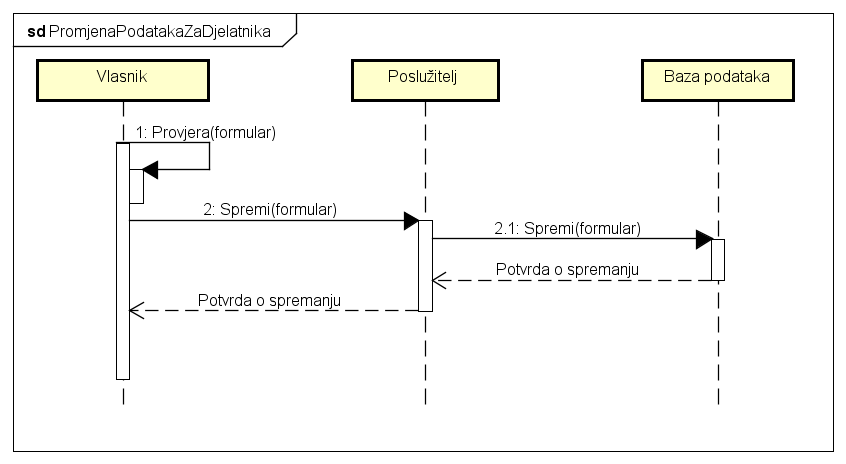 sd PromjenaPodatakaZaDjelatnika
Vlasnik
Poslužitelj
Baza podataka
1: Provjera(formular)
2: Spremi(formular)
2.1: Spremi(formular)
Potvrda o spremanju
Potvrda o spremanju